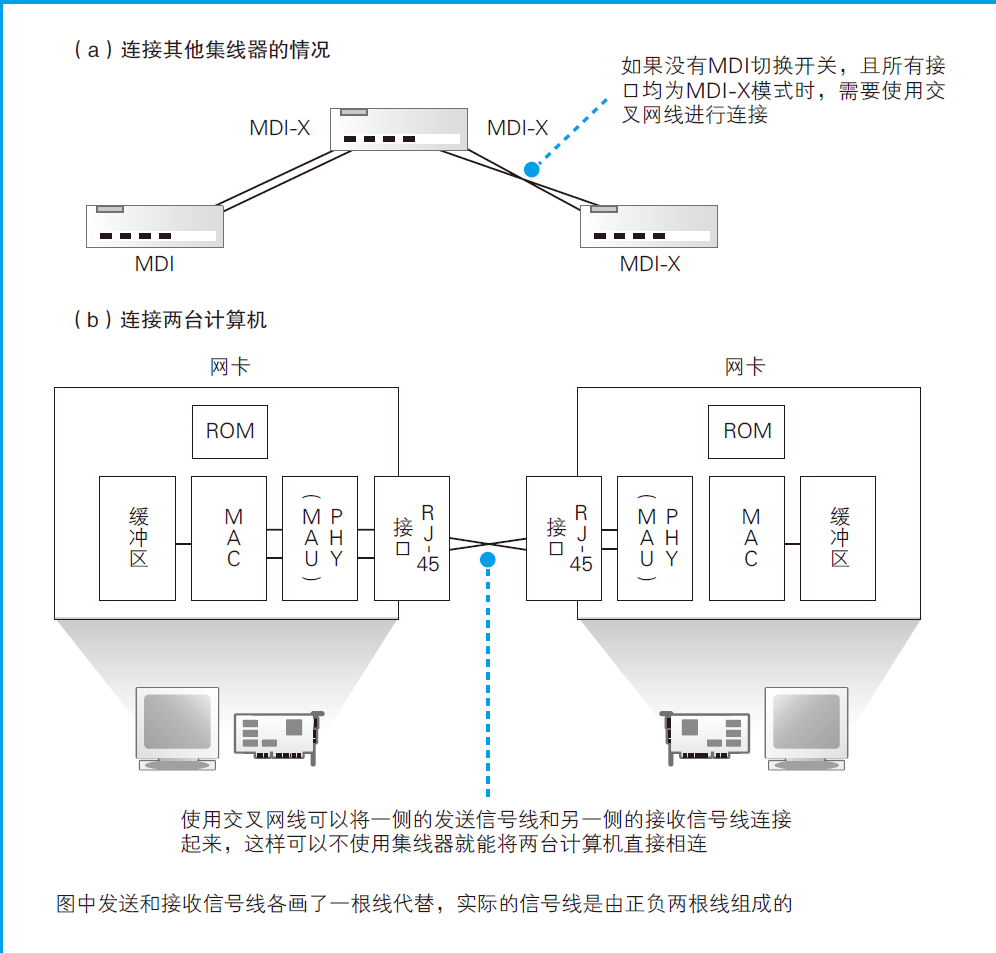 （a）连接其他集线器的情况
如果没有MDI切换开关，且所有接
口均为MDI-X模式时，需要使用交
叉网线进行连接
MDI-X
MDI-X
MDI
MDI-X
（b）连接两台计算机
网卡
网卡
ROM
ROM
缓冲区
MAC
PHY（MAU）
RJ-45接口
RJ-45接口
PHY（MAU）
MAC
缓冲区
使用交叉网线可以将一侧的发送信号线和另一侧的接收信号线连接
起来，这样可以不使用集线器就能将两台计算机直接相连
图中发送和接收信号线各画了一根线代替，实际的信号线是由正负两根线组成的